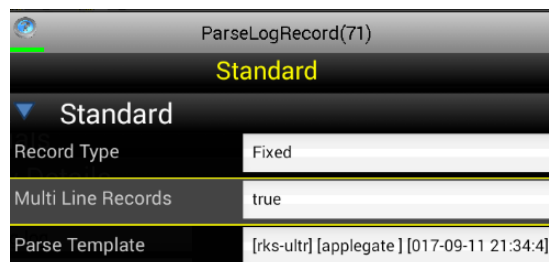 ParseLogRecord(71)
Standard
Standard
Record Type Fixed
Multi Line Records true
Parse Template [rks-ultr] [applegate ] [017-09-11 21:34:4]